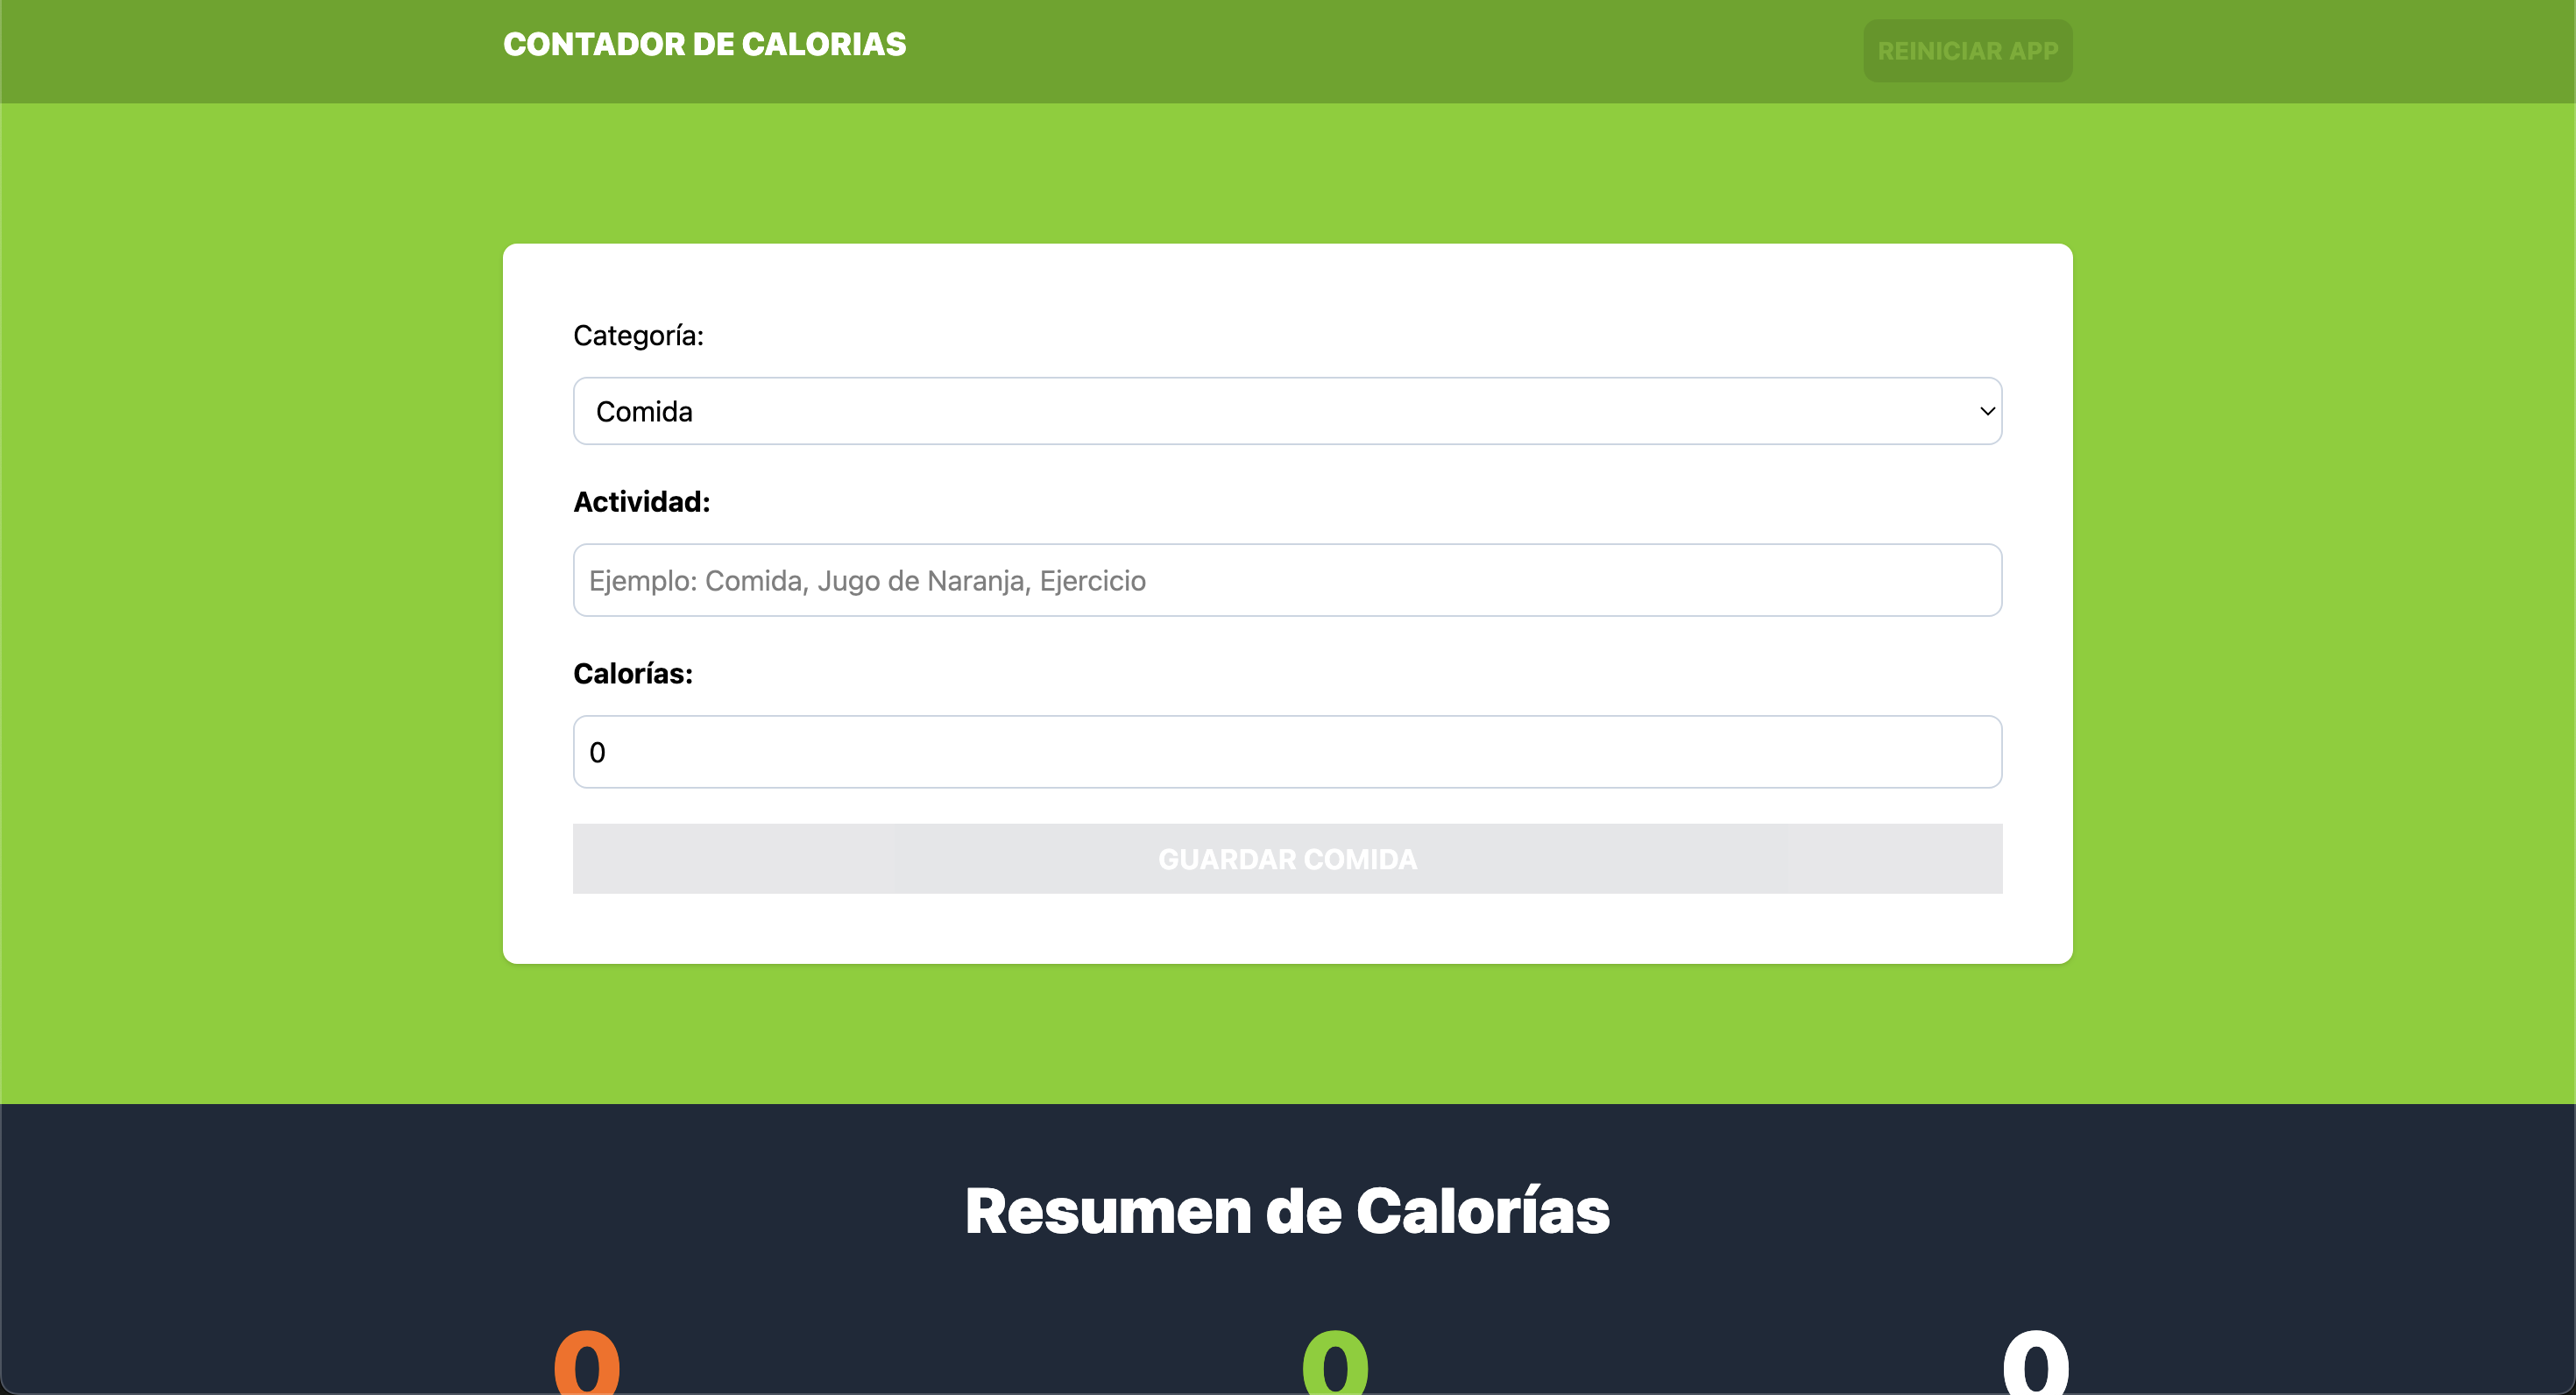 CONTADOR DE CALORIAS
REINICIAR APP
Categoría:
Comida
Actividad:
Ejemplo: Comida, Jugo de Naranja, Ejercicio
Calorías:
0
GUARDAR COMIDA
Resumen de Calorías
0 0 0